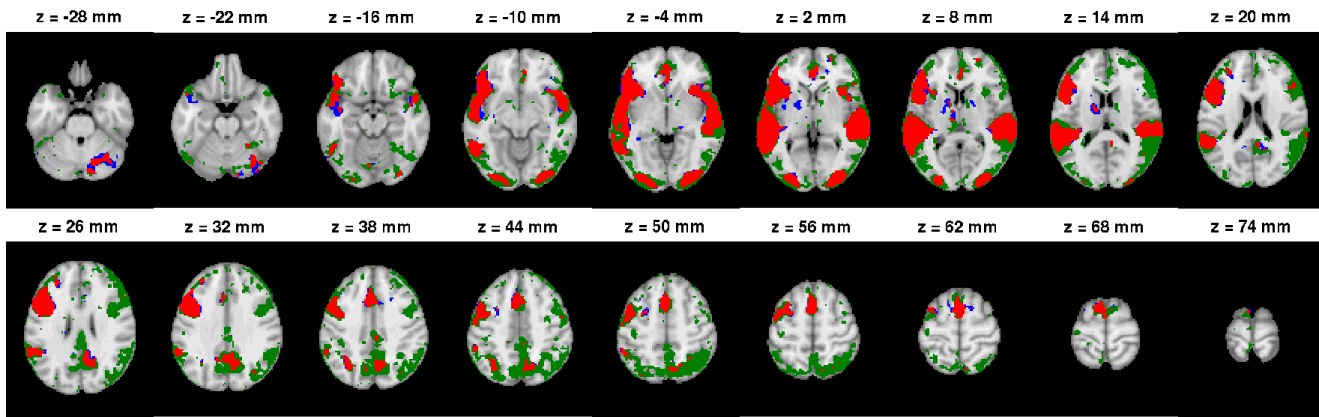 z = -28 mm z = -22 mm z = -16 mm z = -10 mm z = -4 mm z = 2 mm z = 8 mm z = 14 mm z = 20 mm
z = 26 mm z = 32 mm z = 38 mm z = 44 mm z = 50 mm z = 56 mm z = 62 mm z = 68 mm z = 74 mm